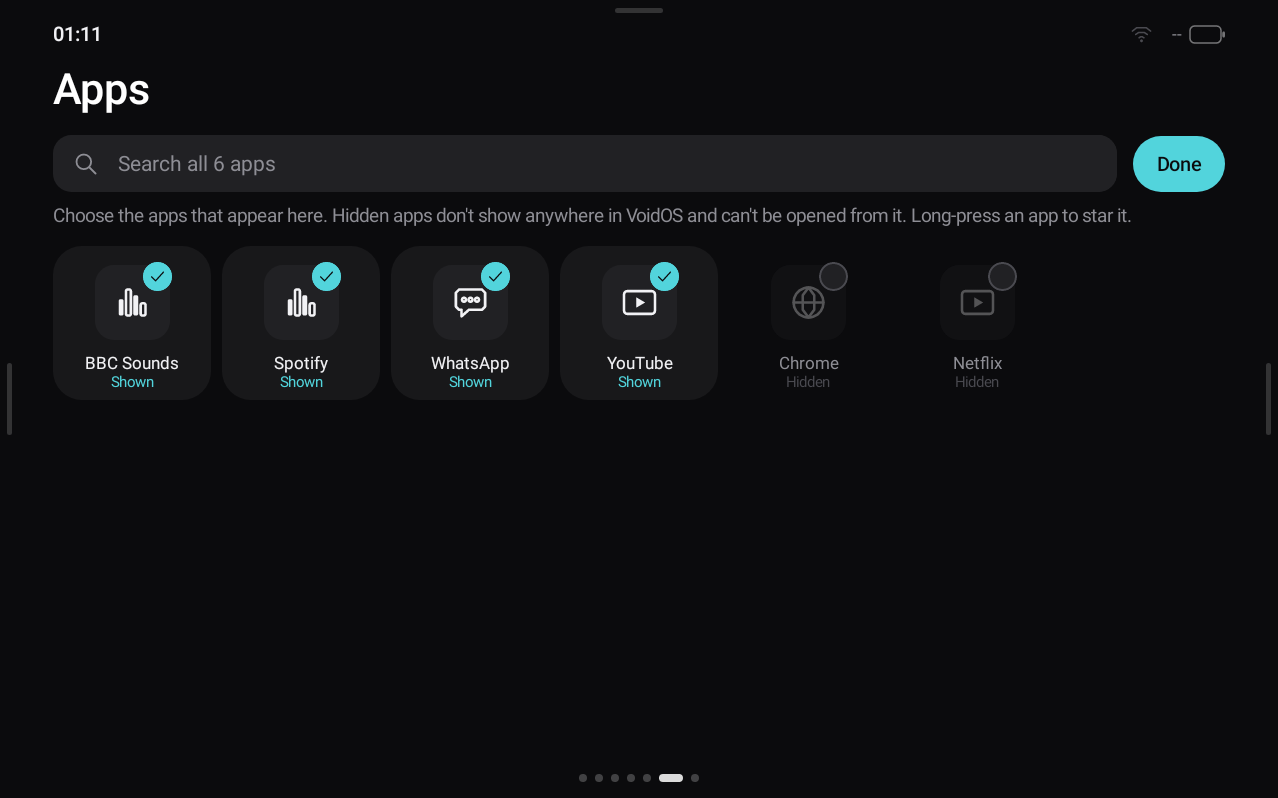 01:11
--
Apps
Search all 6 apps
Done
Choose the apps that appear here. Hidden apps don't show anywhere in VoidOS and can't be opened from it. Long-press an app to star it.
BBC Sounds
Shown
Spotify
Shown
WhatsApp
Shown
YouTube
Shown
Chrome
Hidden
Netflix
Hidden